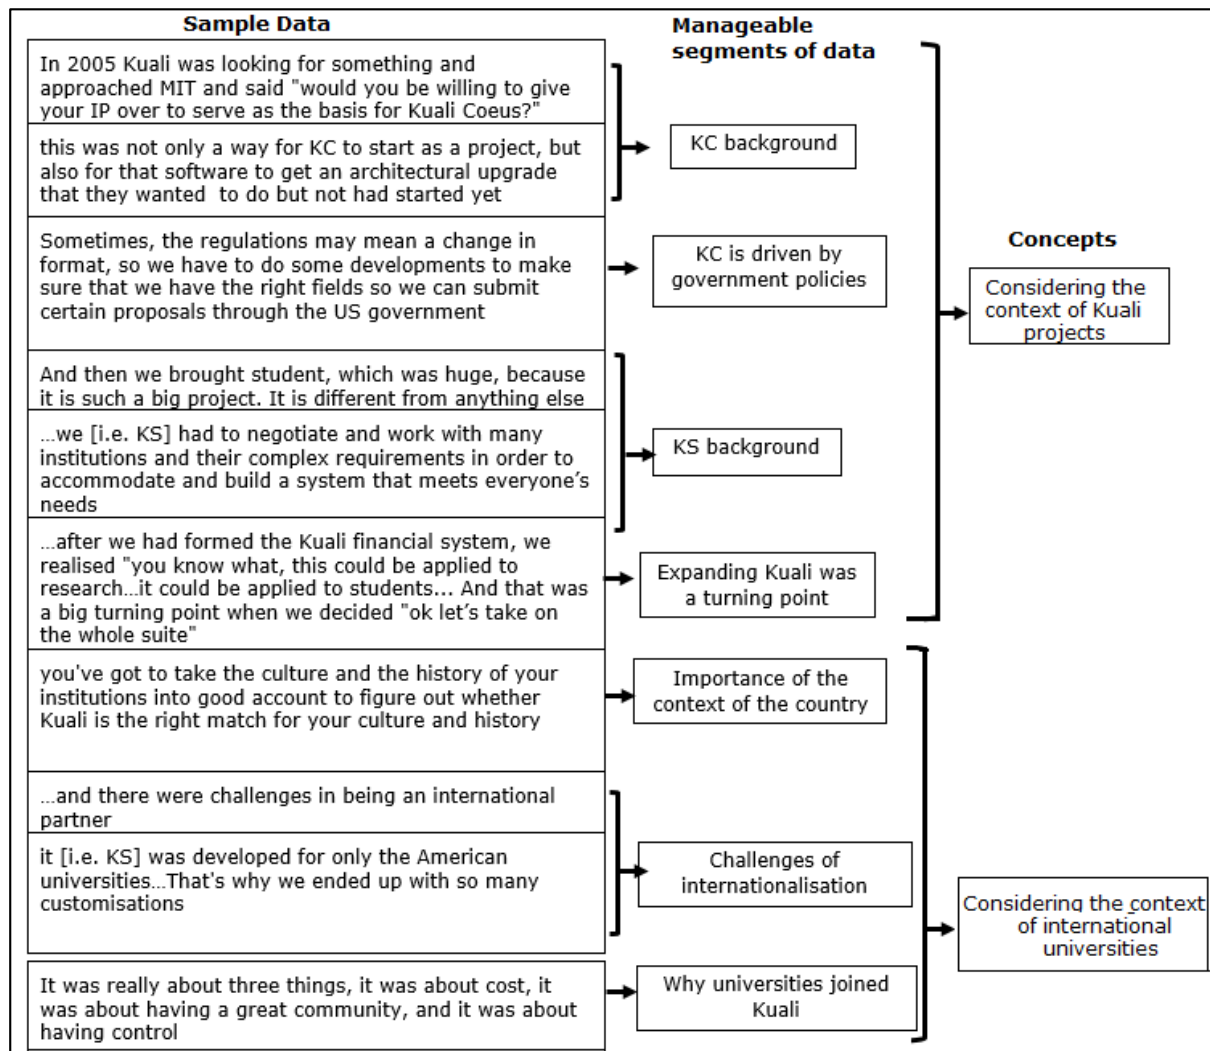 Sample Data
Manageable
segments of data
In 2005 Kuali was looking for something and
approached MIT and said "would you be willing to give
your IP over to serve as the basis for Kuali Coeus?"
this was not only a way for KC to start as a project, but
also for that software to get an architectural upgrade
that they wanted to do but not had started yet
KC background
Sometimes, the regulations may mean a change in
format, so we have to do some developments to make
sure that we have the right fields so we can submit
certain proposals through the US government
KC is driven by
government policies
Concepts
Considering the
context of Kuali
projects
And then we brought student, which was huge, because
it is such a big project. It is different from anything else
…we [i.e. KS] had to negotiate and work with many
institutions and their complex requirements in order to
accommodate and build a system that meets everyone’s
needs
KS background
…after we had formed the Kuali financial system, we
realised "you know what, this could be applied to
research…it could be applied to students... And that was
a big turning point when we decided "ok let’s take on
the whole suite"
Expanding Kuali was
a turning point
you've got to take the culture and the history of your
institutions into good account to figure out whether
Kuali is the right match for your culture and history
Importance of the
context of the country
…and there were challenges in being an international
partner
it [i.e. KS] was developed for only the American
universities…That's why we ended up with so many
customisations
Challenges of
internationalisation
Considering the context
of international
universities
It was really about three things, it was about cost, it
was about having a great community, and it was about
having control
Why universities joined
Kuali